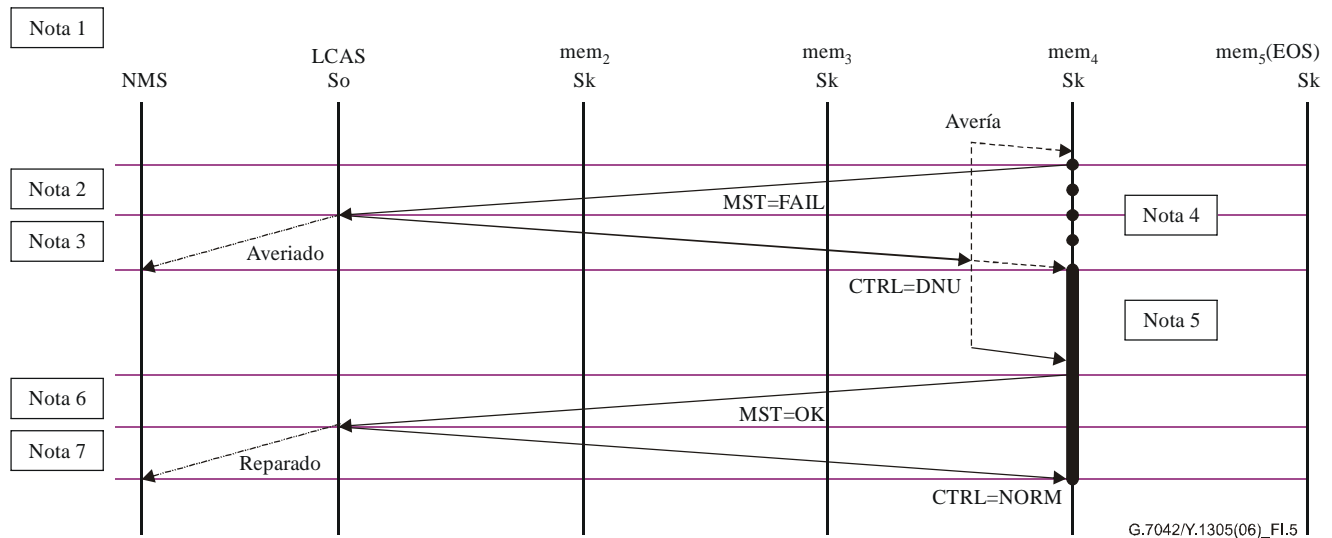 Nota 1
NMS
LCAS
So
mem₂
Sk
mem₃
Sk
mem₄
Sk
mem₅(EOS)
Sk
Avería
Nota 2
MST=FAIL
Nota 4
Nota 3
Averiado
CTRL=DNU
Nota 5
Nota 6
MST=OK
Nota 7
Reparado
CTRL=NORM
G.7042/Y.1305(06)_FI.5